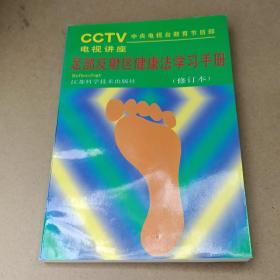 CCTV 中央电视台教育节目部
电视讲座
足部反射区健康法学习手册
Reflexology
江苏科学技术出版社 (修订本)